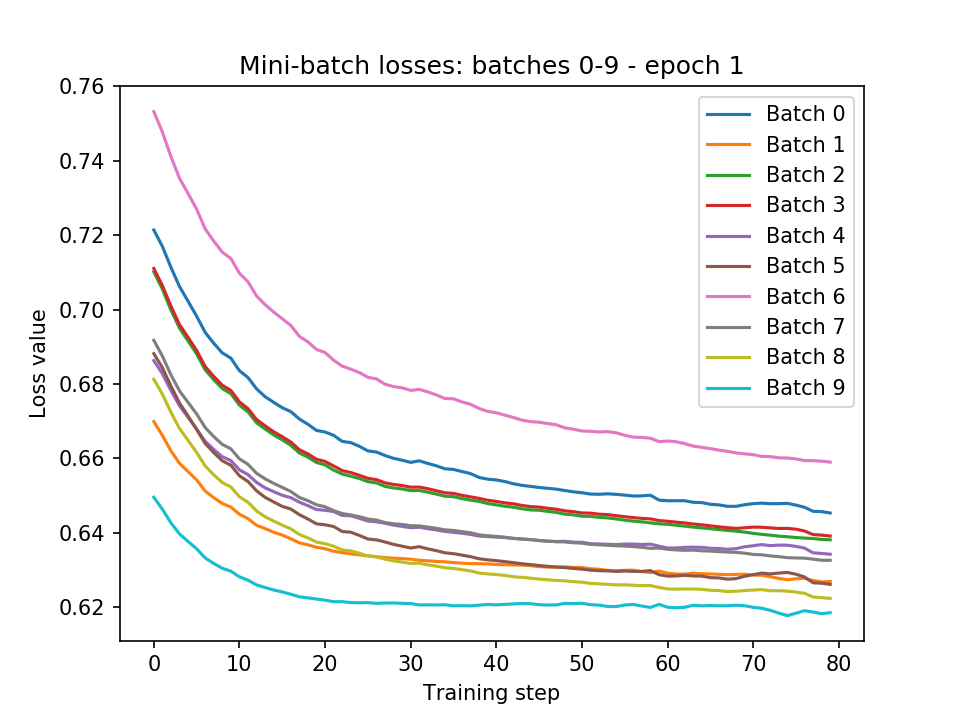 Mini-batch losses: batches 0-9 - epoch 1
0.76
0.74
0.72
0.70
0.68
0.66
0.64
0.62
Loss value
Batch 0
Batch 1
Batch 2
Batch 3
Batch 4
Batch 5
Batch 6
Batch 7
Batch 8
Batch 9
0 10 20 30 40 50 60 70 80
Training step